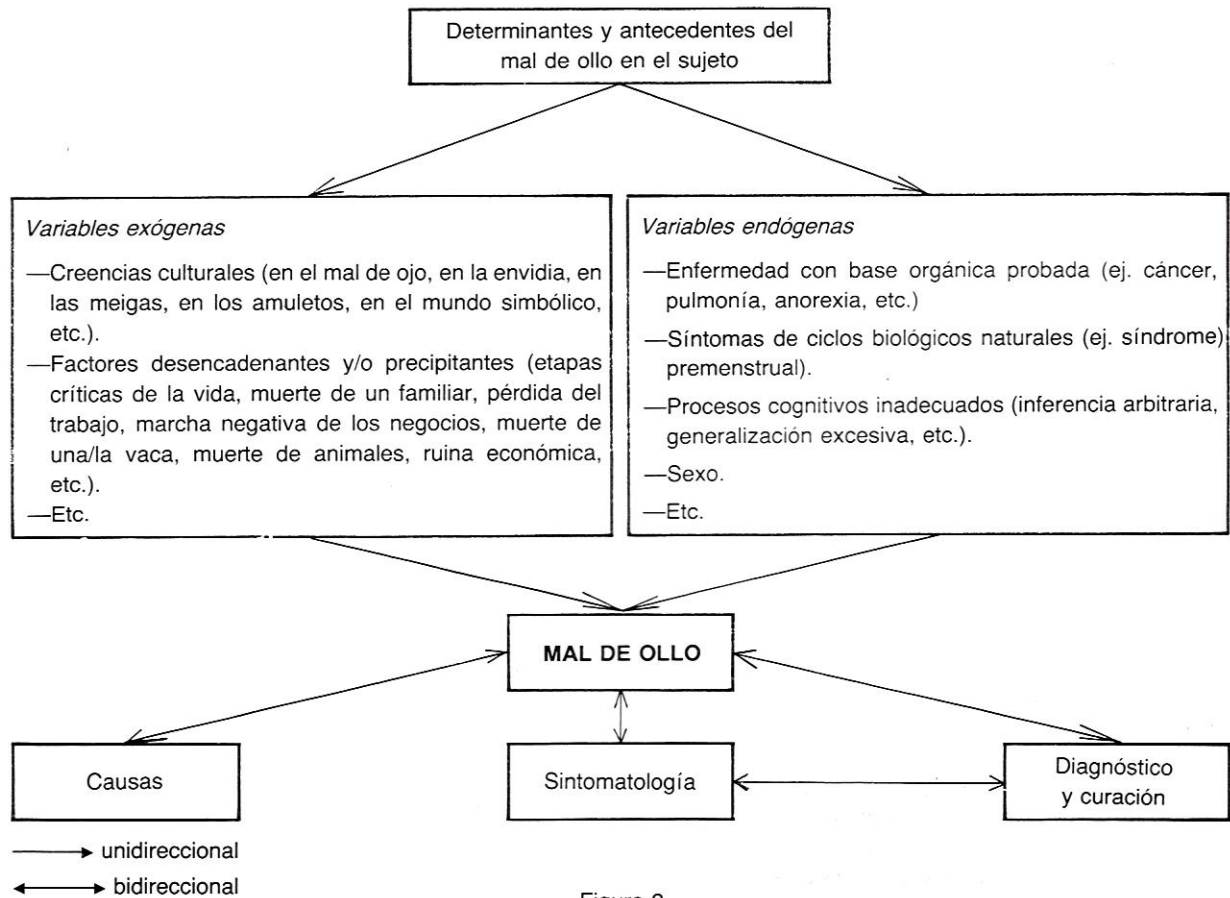 Determinantes y antecedentes del
mal de ollo en el sujeto
Variables exógenas
—Creencias culturales (en el mal de ojo, en la envidia, en
las meigas, en los amuletos, en el mundo simbólico,
etc.).
—Factores desencadenantes y/o precipitantes (etapas
críticas de la vida, muerte de un familiar, pérdida del
trabajo, marcha negativa de los negocios, muerte de
una/la vaca, muerte de animales, ruina económica,
etc.).
—Etc.
Variables endógenas
—Enfermedad con base orgánica probada (ej. cáncer,
pulmonía, anorexia, etc.)
—Síntomas de ciclos biológicos naturales (ej. síndrome)
premenstrual).
—Procesos cognitivos inadecuados (inferencia arbitraria,
generalización excesiva, etc.).
—Sexo.
—Etc.
MAL DE OLLO
Causas
Sintomatología
Diagnóstico
y curación
unidireccional
bidireccional
Figura